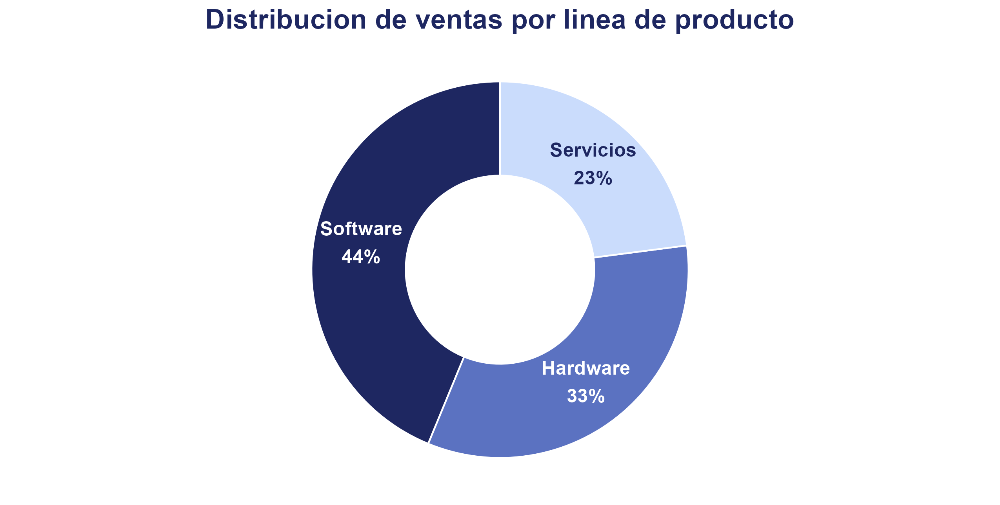 Distribucion de ventas por linea de producto
Servicios
23%
Software
44%
Hardware
33%